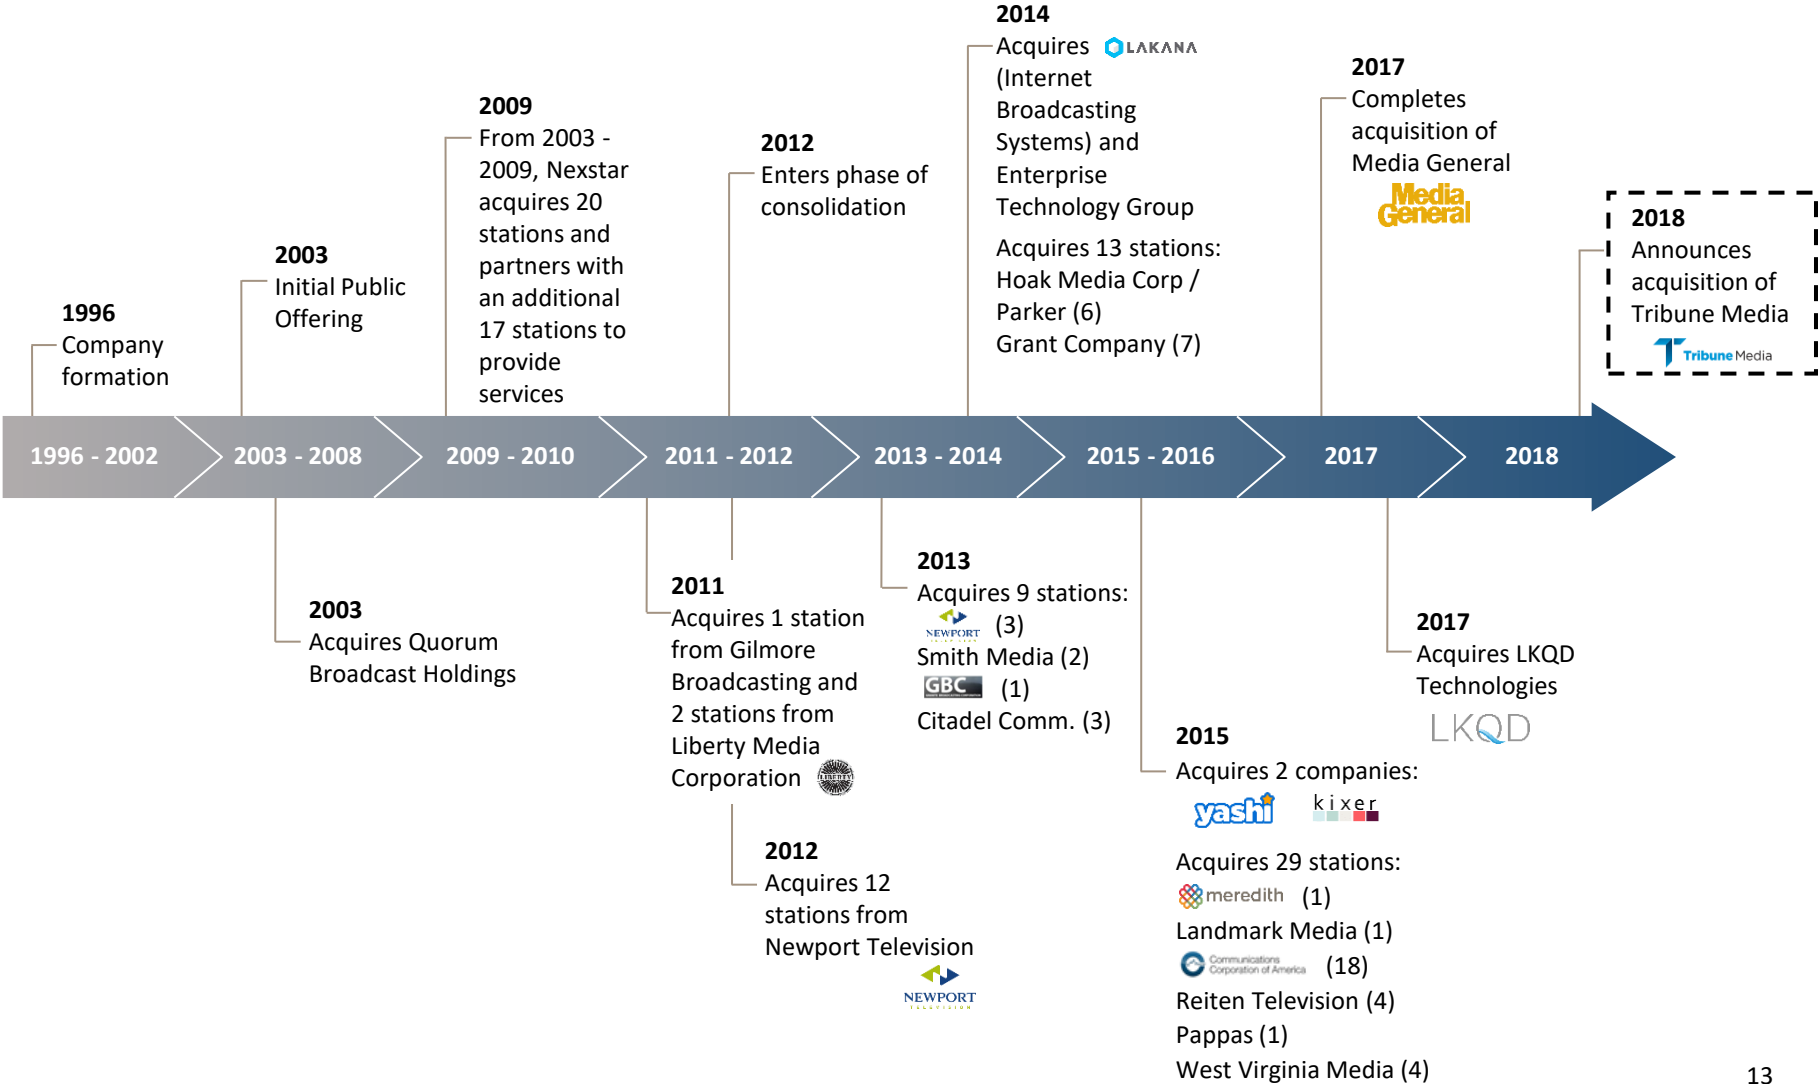 2014
Acquires LAKANA
(Internet
Broadcasting
Systems) and
Enterprise
Technology Group
Acquires 13 stations:
Hoak Media Corp /
Parker (6)
Grant Company (7)
2017
Completes
acquisition of
Media General
Media
General
2009
From 2003 -
2009, Nexstar
acquires 20
stations and
partners with
an additional
17 stations to
provide
services
2012
Enters phase of
consolidation
2018
Announces
acquisition of
Tribune Media
Tribune Media
2003
Initial Public
Offering
1996
Company
formation
1996 - 2002
2003 - 2008
2009 - 2010
2011 - 2012
2013 - 2014
2015 - 2016
2017
2018
2003
Acquires Quorum
Broadcast Holdings
2011
Acquires 1 station
from Gilmore
Broadcasting and
2 stations from
Liberty Media
Corporation LIBERTY
2012
Acquires 12
stations from
Newport Television
NEWPORT
TELEVISION
2013
Acquires 9 stations:
NEWPORT (3)
Smith Media (2)
GBC (1)
Citadel Comm. (3)
2015
Acquires 2 companies:
yashi kixer
Acquires 29 stations:
meredith (1)
Landmark Media (1)
Communications
Corporation of America (18)
Reiten Television (4)
Pappas (1)
West Virginia Media (4)
2017
Acquires LKQD
Technologies
LKQD
13